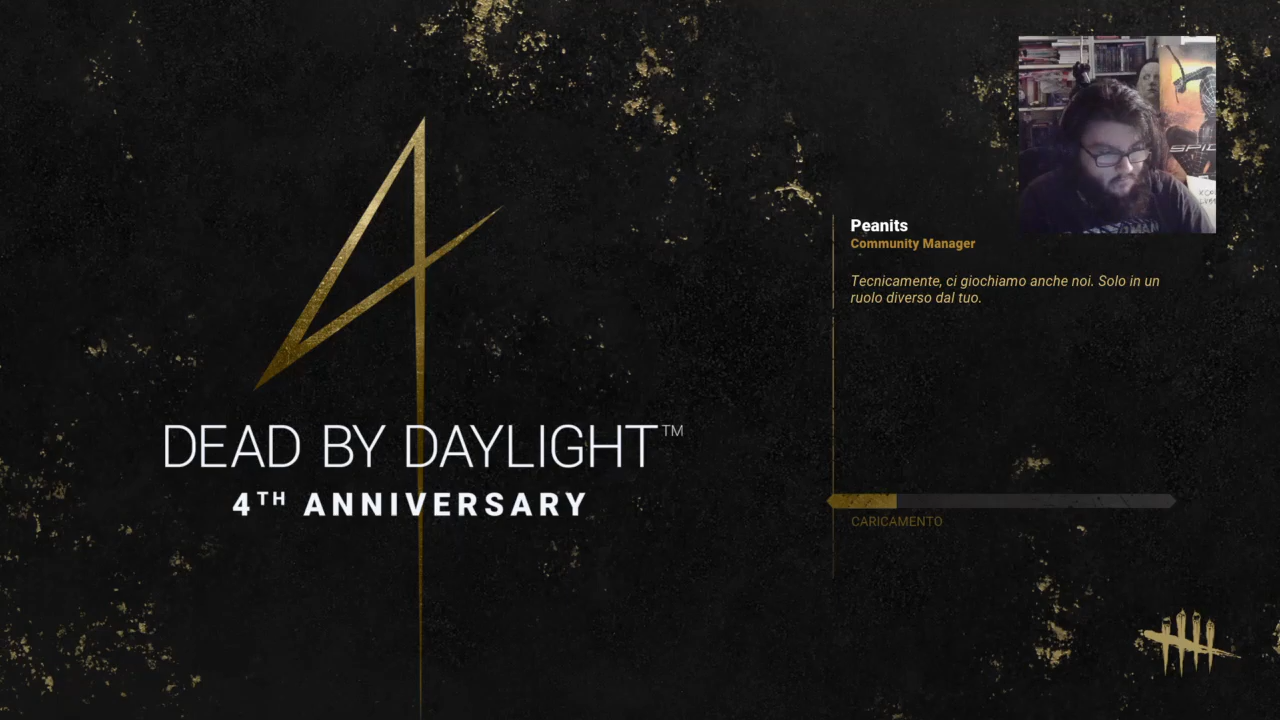 Peanits
Community Manager
Tecnicamente, ci giochiamo anche noi. Solo in un
ruolo diverso dal tuo.
DEAD BY DAYLIGHT™
4TH ANNIVERSARY
CARICAMENTO